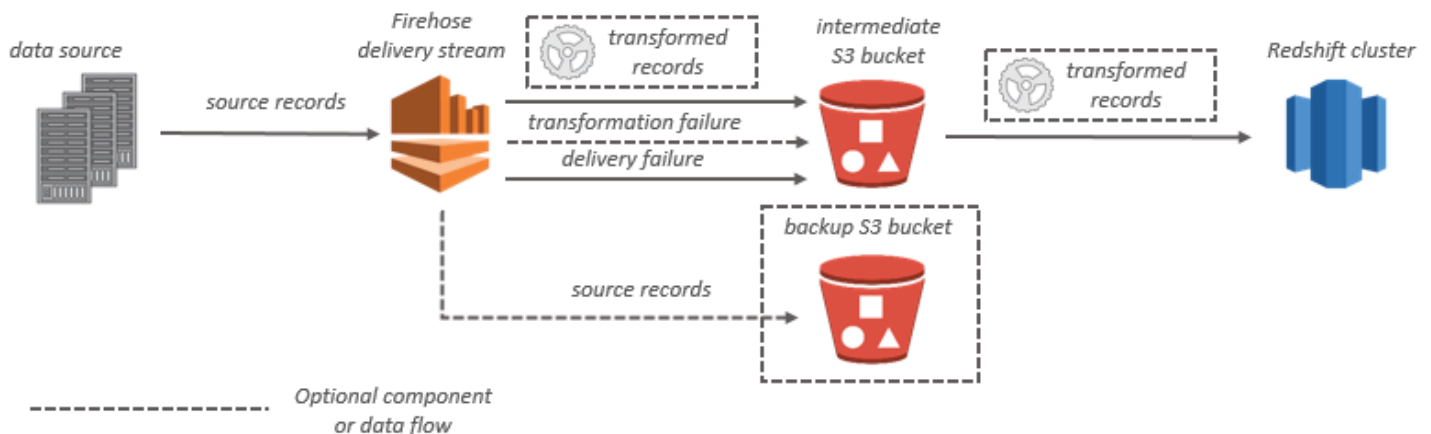 data source
source records
Firehose
delivery stream
transformed
records
transformation failure
delivery failure
intermediate
S3 bucket
transformed
records
Redshift cluster
source records
backup S3 bucket
Optional component
or data flow